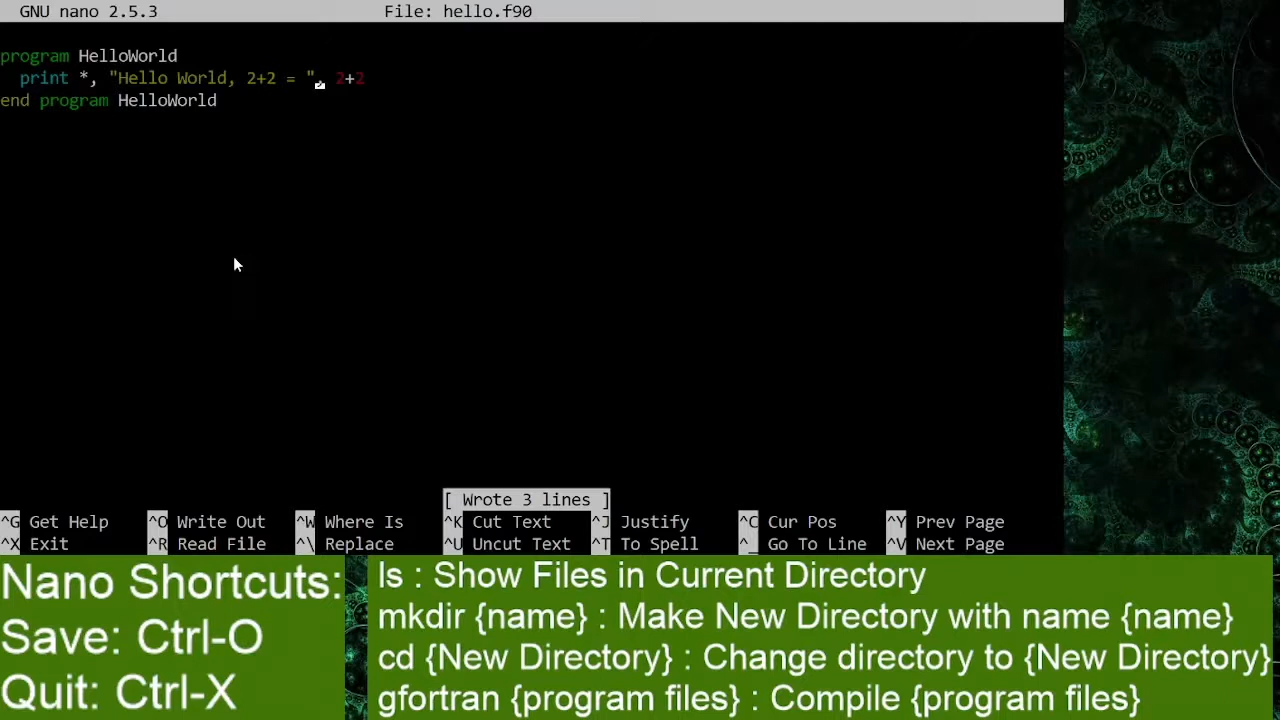 GNU nano 2.5.3 File: hello.f90
program HelloWorld
print *, "Hello World, 2+2 = ", 2+2
end program HelloWorld
[ Wrote 3 lines ]
^G Get Help ^O Write Out ^W Where Is ^K Cut Text ^J Justify ^C Cur Pos ^Y Prev Page
^X Exit ^R Read File ^\ Replace ^U Uncut Text ^T To Spell ^_ Go To Line ^V Next Page
Nano Shortcuts:
Save: Ctrl-O
Quit: Ctrl-X
ls : Show Files in Current Directory
mkdir {name} : Make New Directory with name {name}
cd {New Directory} : Change directory to {New Directory}
gfortran {program files} : Compile {program files}